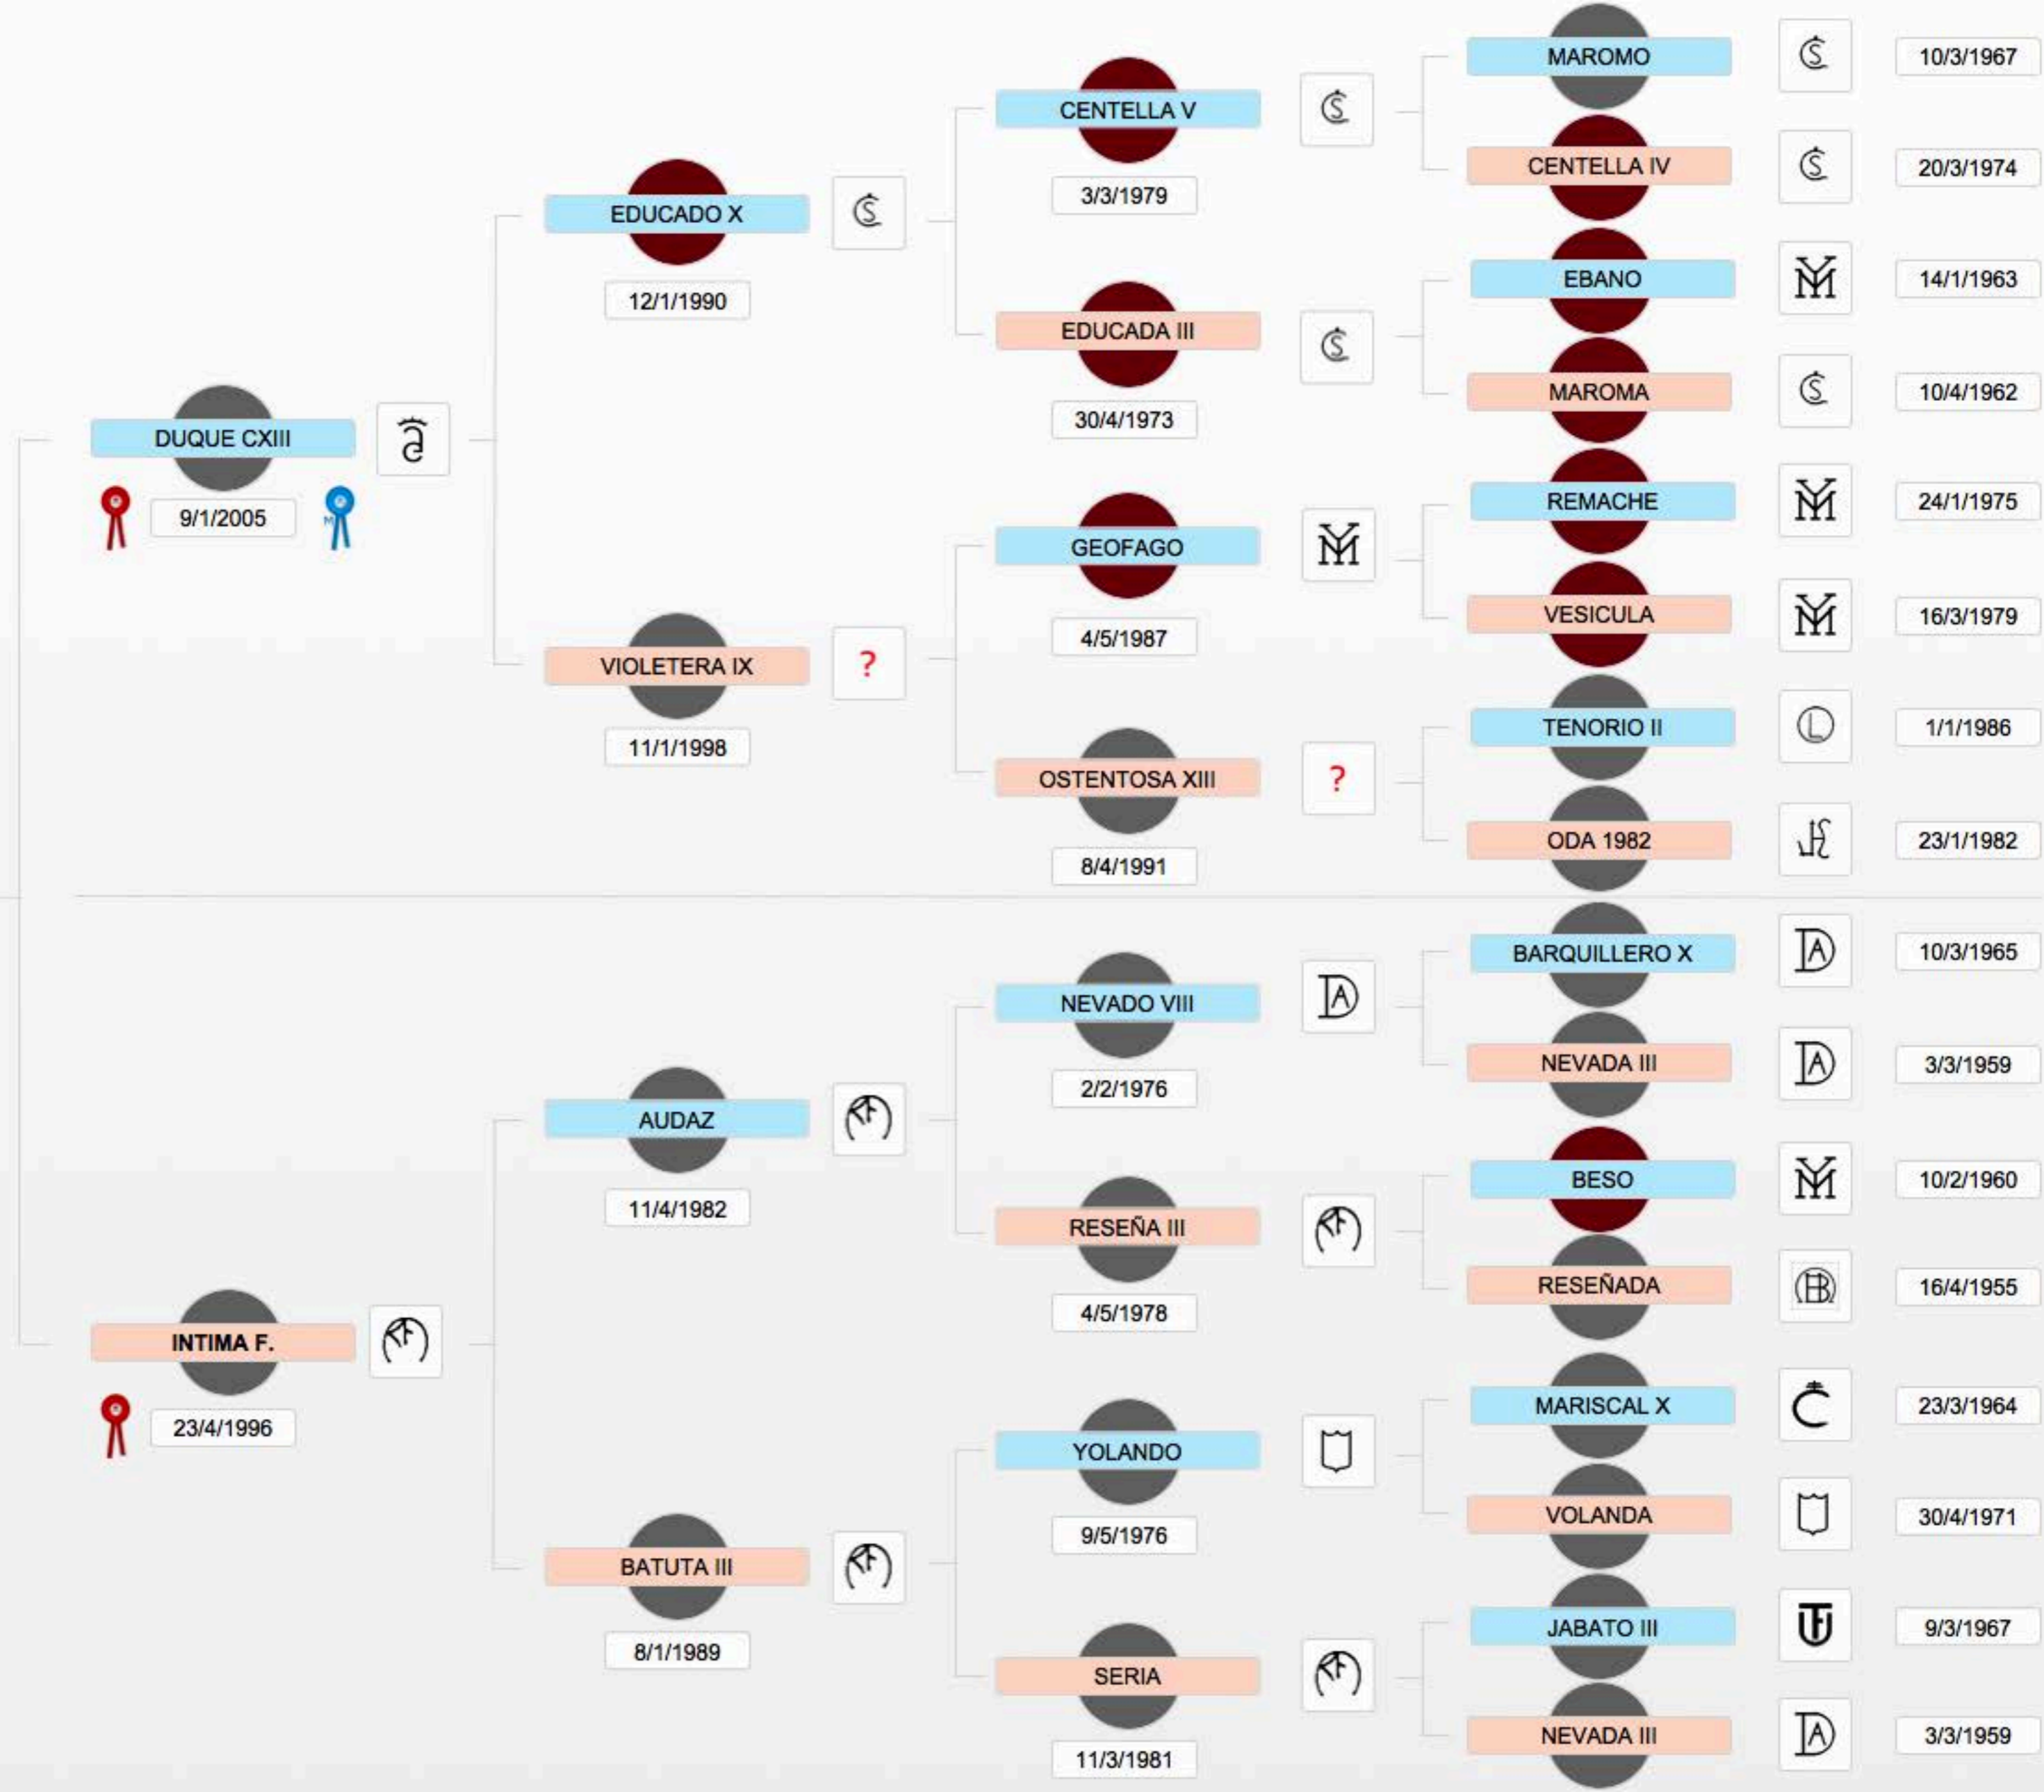 MAROMO
10/3/1967
CENTELLA V
3/3/1979
CENTELLA IV
20/3/1974
EDUCADO X
12/1/1990
EBANO
14/1/1963
EDUCADA III
30/4/1973
MAROMA
10/4/1962
DUQUE CXIII
9/1/2005
M
REMACHE
24/1/1975
GEOFAGO
4/5/1987
VESICULA
16/3/1979
VIOLETERA IX
?
11/1/1998
TENORIO II
L
1/1/1986
OSTENTOSA XIII
?
8/4/1991
ODA 1982
23/1/1982
BARQUILLERO X
DA
10/3/1965
NEVADO VIII
DA
2/2/1976
NEVADA III
DA
3/3/1959
AUDAZ
11/4/1982
BESO
10/2/1960
RESEÑA III
4/5/1978
RESEÑADA
16/4/1955
INTIMA F.
23/4/1996
MARISCAL X
23/3/1964
YOLANDO
9/5/1976
VOLANDA
30/4/1971
BATUTA III
8/1/1989
JABATO III
9/3/1967
SERIA
11/3/1981
NEVADA III
DA
3/3/1959